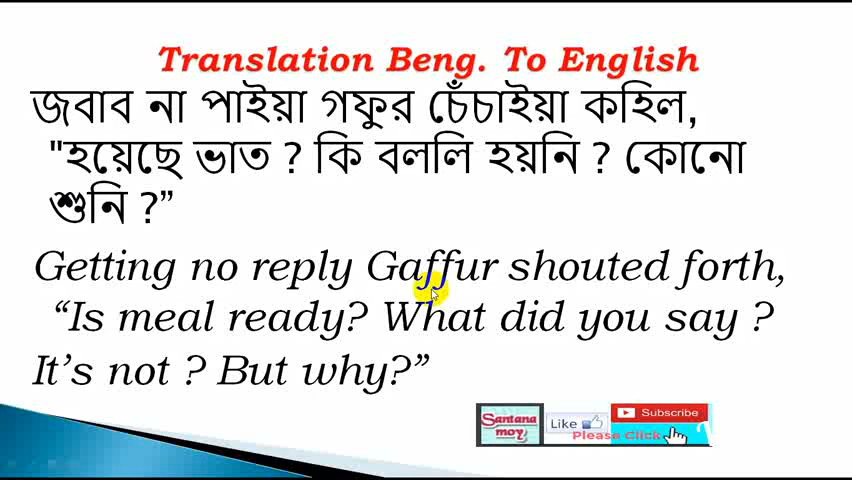 Translation Beng. To English
জবাব না পাইয়া গফুর চেঁচাইয়া কহিল,
"হয়েছে ভাত ? কি বললি হয়নি ? কোনো
শুনি ?”
Getting no reply Gaffur shouted forth,
“Is meal ready? What did you say ?
It’s not ? But why?”
Santana moy
Like
Subscribe
Please Click